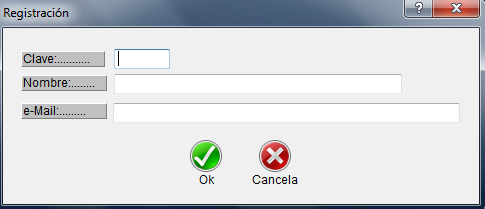 Registración
?
Clave:...........
Nombre:........
e-Mail:.........
Ok
Cancela